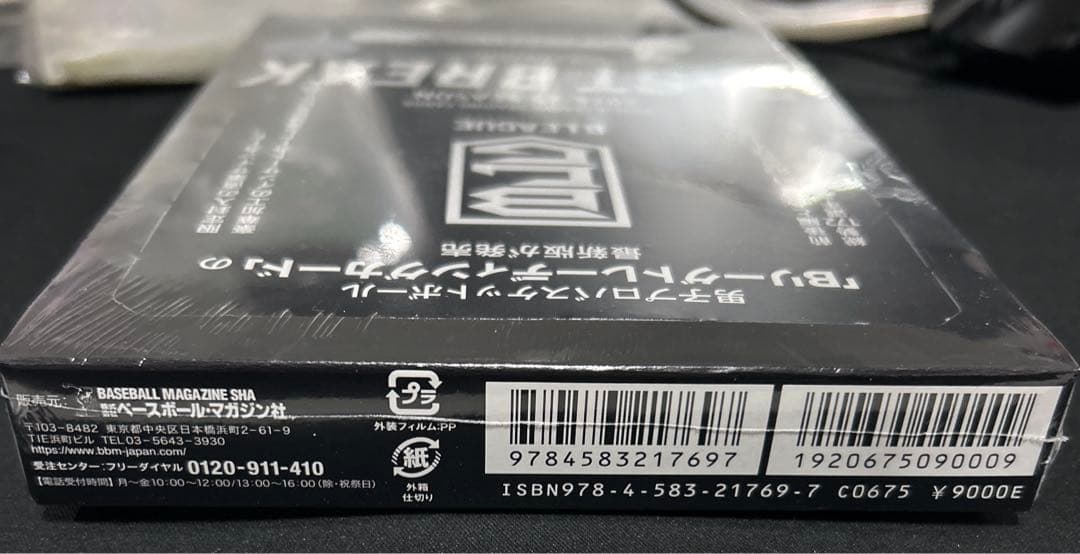 BREAK
B.LEAGUE
最新版が発売
「Bリーグトレーディングカード」の
男子プロバスケットボール
販売元:
BASEBALL MAGAZINE SHA
株式会社ベースボール・マガジン社
〒103-8482 東京都中央区日本橋浜町2-61-9
TIE浜町ビル TEL.03-5643-3930
https://www.bbm-japan.com/
受注センター:フリーダイヤル 0120-911-410
【電話受付時間】月〜金10:00〜12:00/13:00〜16:00(除・祝祭日)
プラ
外装フィルム:PP
紙
外箱
仕切り
9784583217697
1920675090009
ISBN978-4-583-21769-7 C0675 ¥9000E